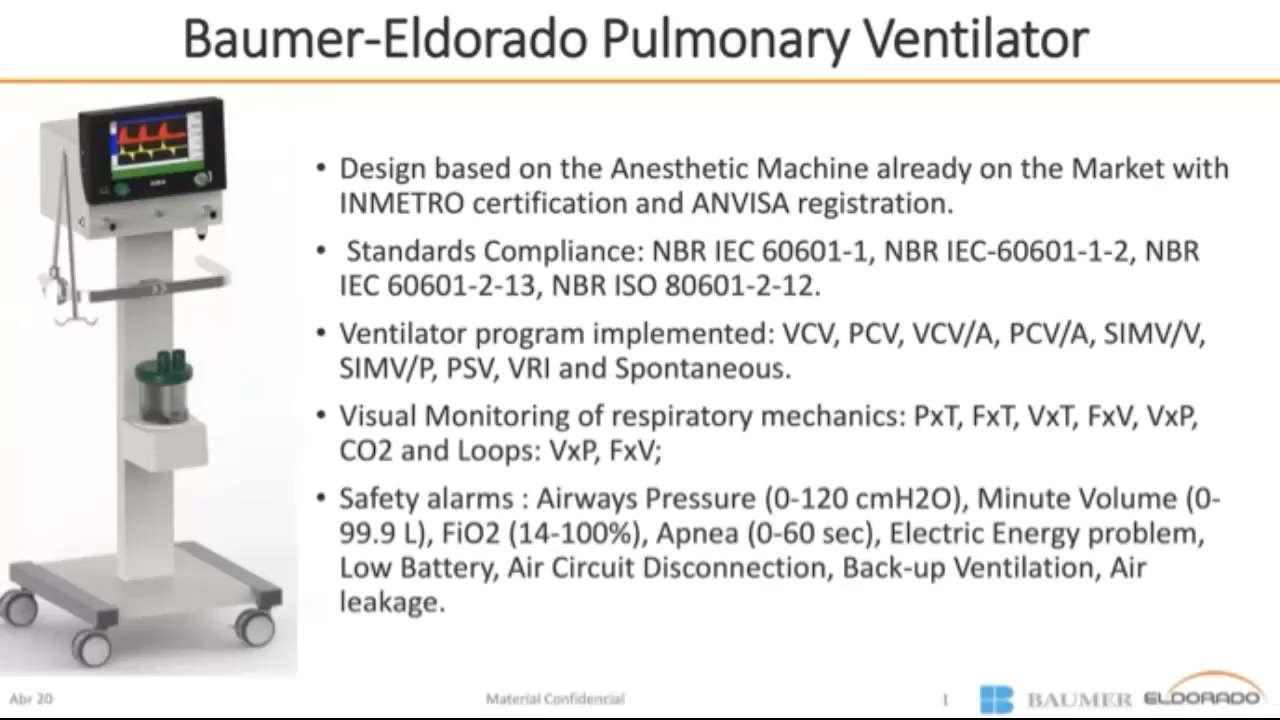 Baumer-Eldorado Pulmonary Ventilator
• Design based on the Anesthetic Machine already on the Market with
INMETRO certification and ANVISA registration.
• Standards Compliance: NBR IEC 60601-1, NBR IEC-60601-1-2, NBR
IEC 60601-2-13, NBR ISO 80601-2-12.
• Ventilator program implemented: VCV, PCV, VCV/A, PCV/A, SIMV/V,
SIMV/P, PSV, VRI and Spontaneous.
• Visual Monitoring of respiratory mechanics: PxT, FxT, VxT, FxV, VxP,
CO2 and Loops: VxP, FxV;
• Safety alarms : Airways Pressure (0-120 cmH2O), Minute Volume (0-
99.9 L), FiO2 (14-100%), Apnea (0-60 sec), Electric Energy problem,
Low Battery, Air Circuit Disconnection, Back-up Ventilation, Air
leakage.
Abr 20
Material Confidencial
1
BAUMER
ELDORADO